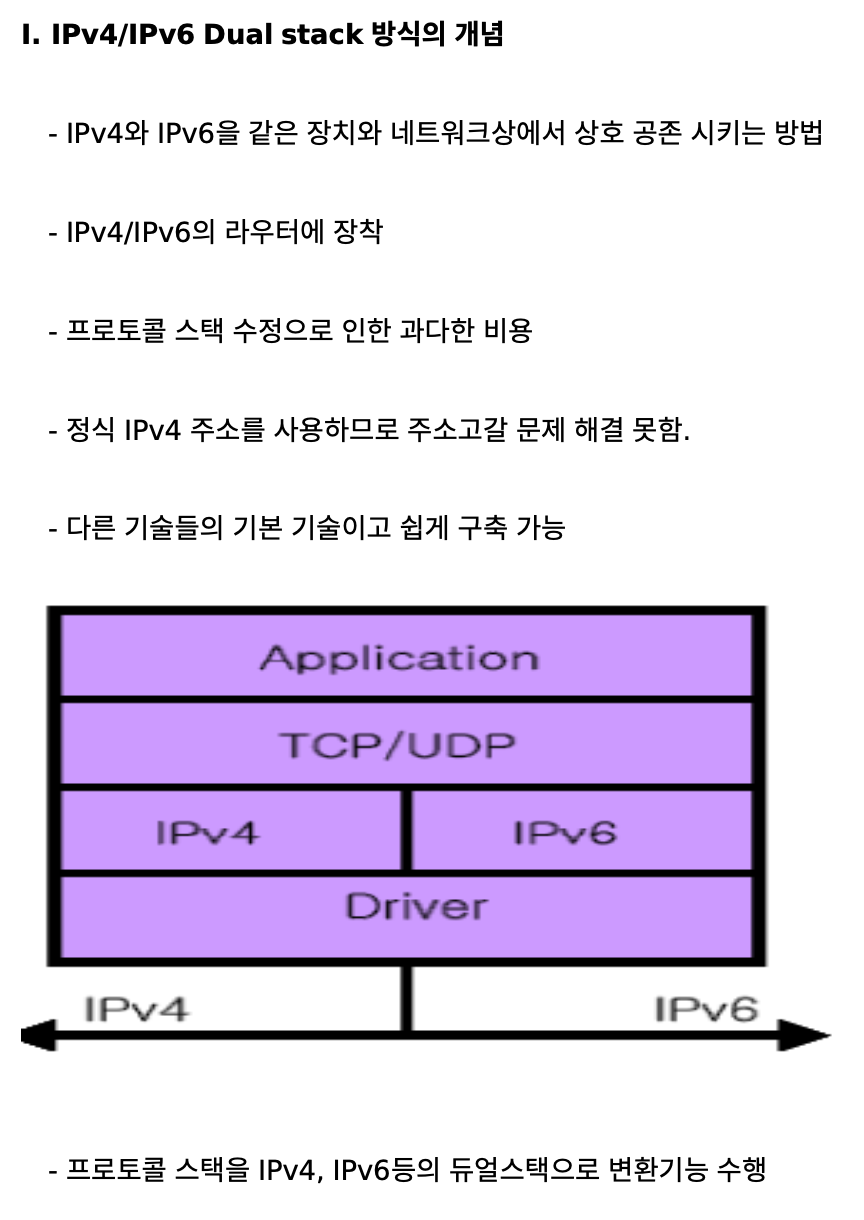 I. IPv4/IPv6 Dual stack 방식의 개념
- IPv4와 IPv6을 같은 장치와 네트워크상에서 상호 공존 시키는 방법
- IPv4/IPv6의 라우터에 장착
- 프로토콜 스택 수정으로 인한 과다한 비용
- 정식 IPv4 주소를 사용하므로 주소고갈 문제 해결 못함.
- 다른 기술들의 기본 기술이고 쉽게 구축 가능
Application
TCP/UDP
IPv4 IPv6
Driver
IPv4 IPv6
- 프로토콜 스택을 IPv4, IPv6등의 듀얼스택으로 변환기능 수행